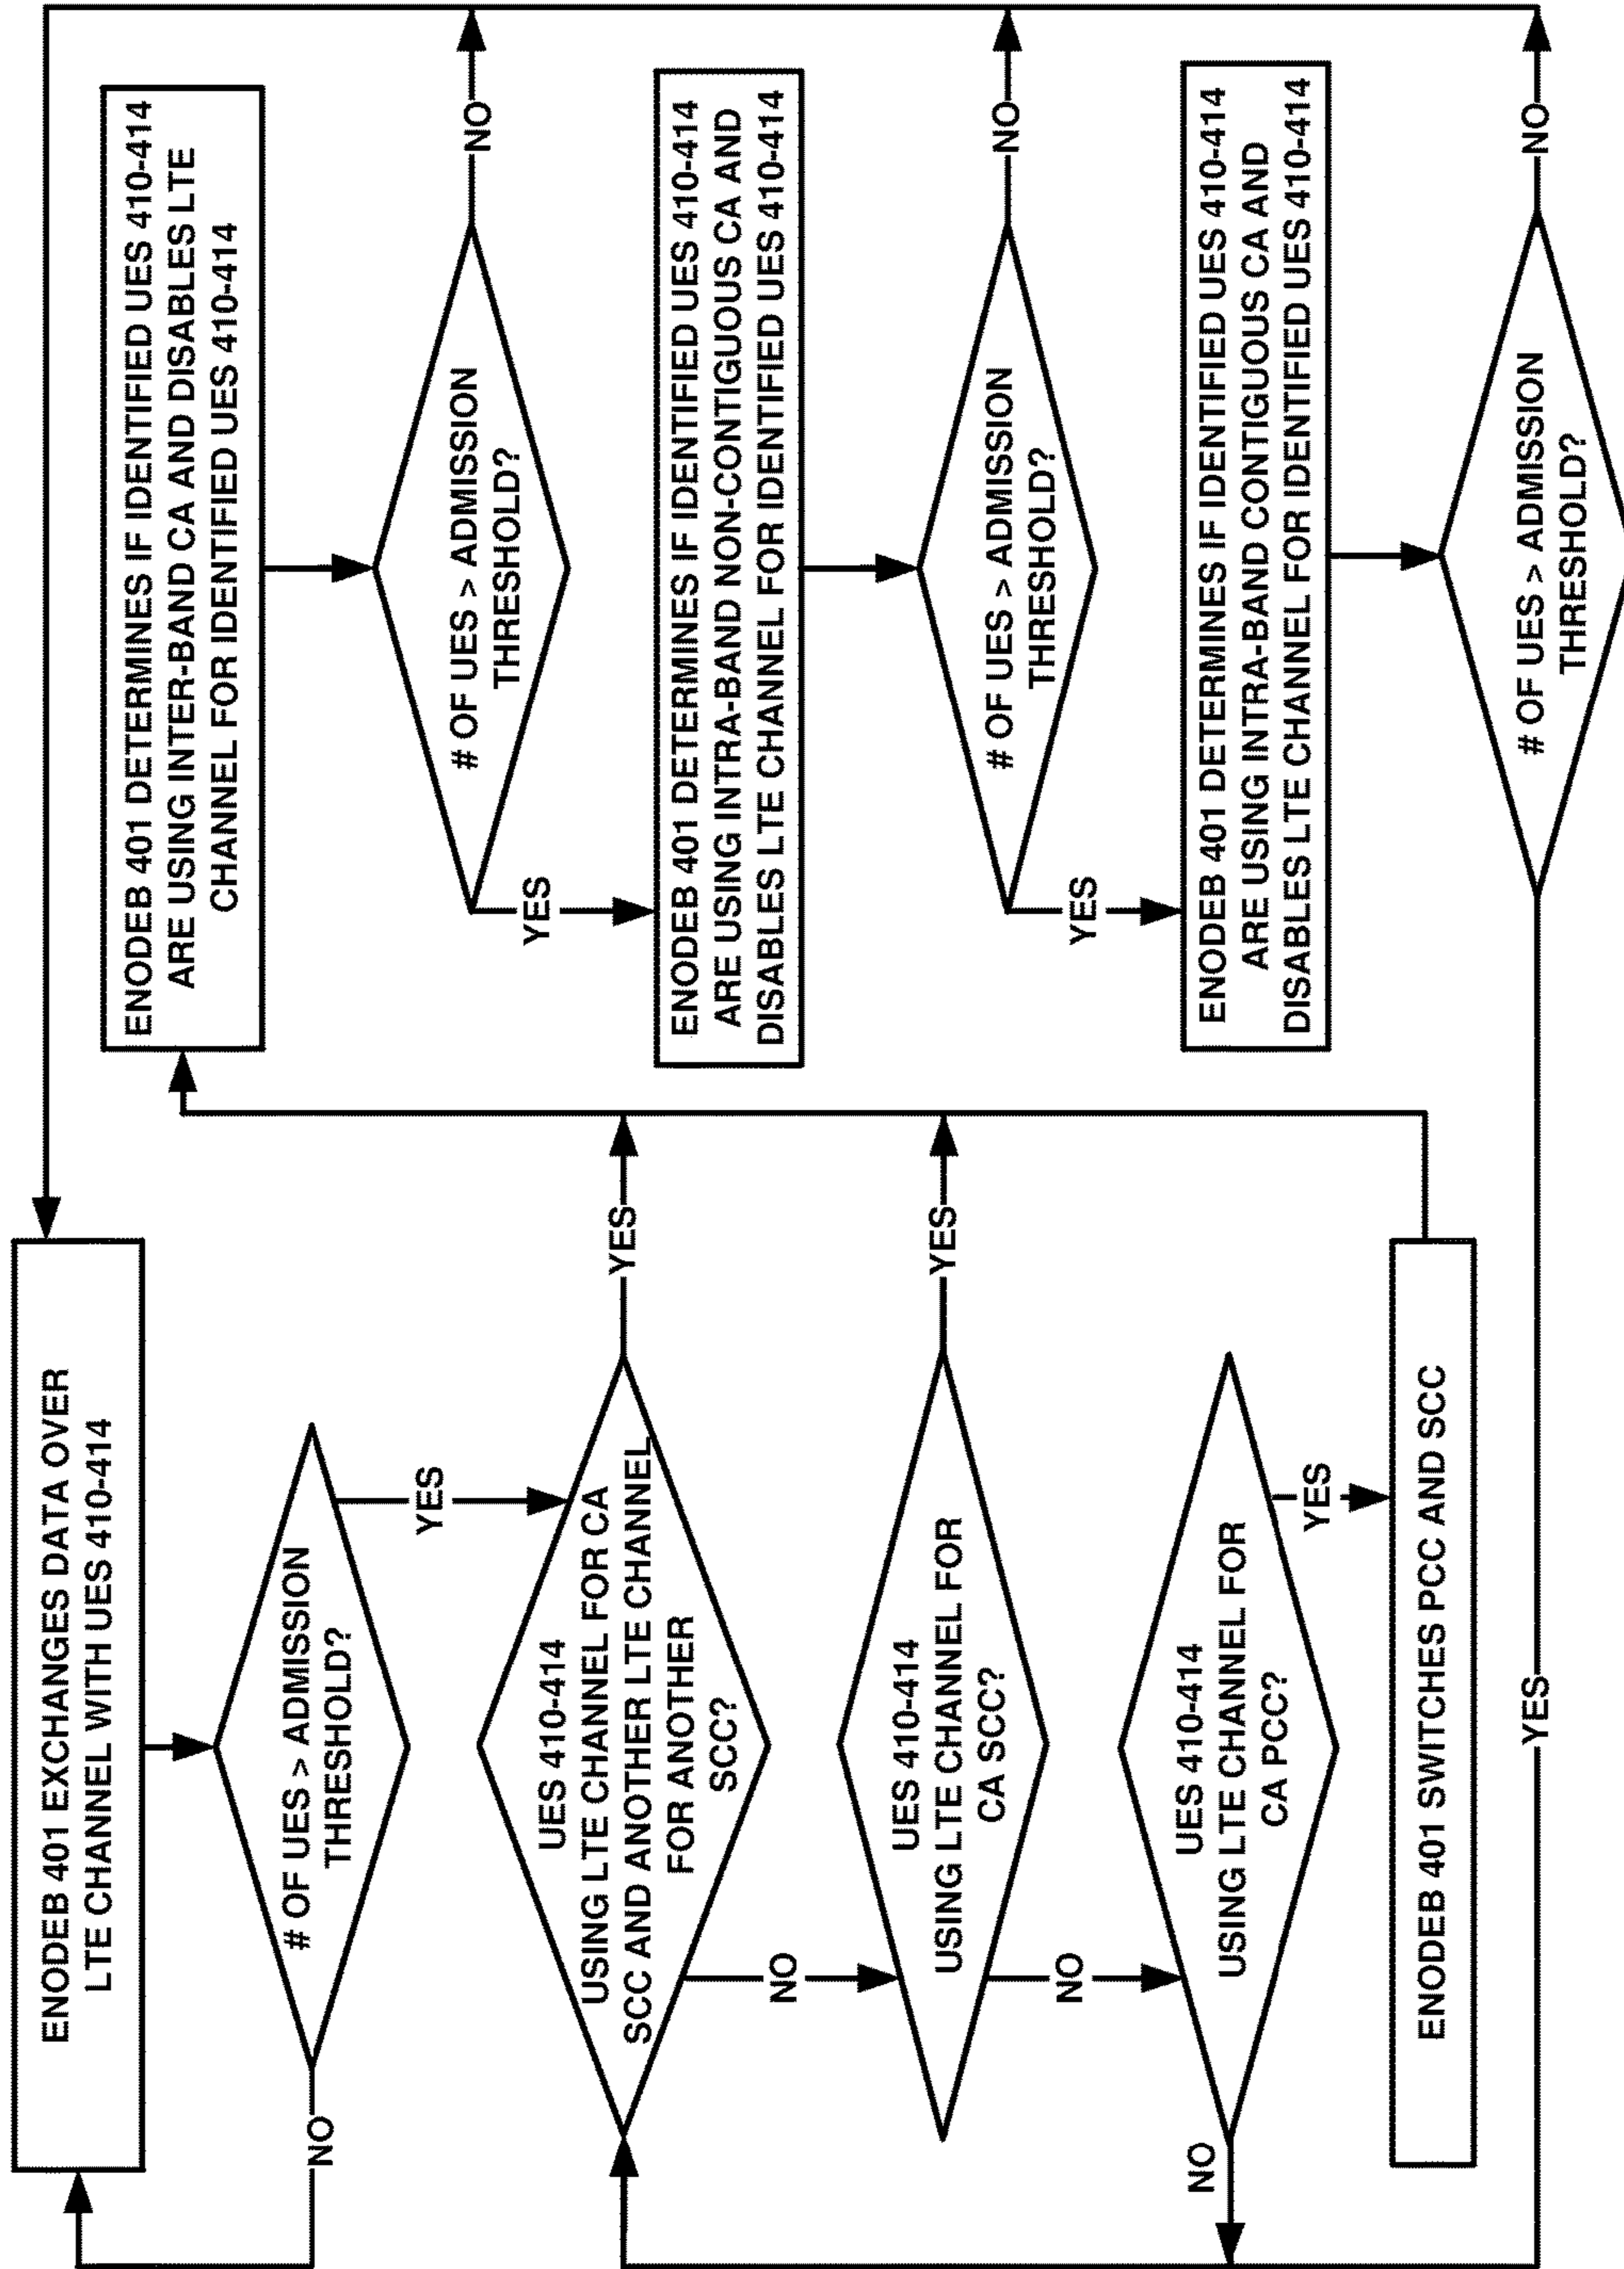 ENODEB 401 EXCHANGES DATA OVER
LTE CHANNEL WITH UES 410-414
# OF UES > ADMISSION
THRESHOLD?
NO
YES
UES 410-414
USING LTE CHANNEL FOR CA
SCC AND ANOTHER LTE CHANNEL
FOR ANOTHER
SCC?
YES
NO
UES 410-414
USING LTE CHANNEL FOR
CA SCC?
YES
NO
UES 410-414
USING LTE CHANNEL FOR
CA PCC?
NO
YES
ENODEB 401 SWITCHES PCC AND SCC
ENODEB 401 DETERMINES IF IDENTIFIED UES 410-414
ARE USING INTER-BAND CA AND DISABLES LTE
CHANNEL FOR IDENTIFIED UES 410-414
# OF UES > ADMISSION
THRESHOLD?
NO
YES
ENODEB 401 DETERMINES IF IDENTIFIED UES 410-414
ARE USING INTRA-BAND NON-CONTIGUOUS CA AND
DISABLES LTE CHANNEL FOR IDENTIFIED UES 410-414
# OF UES > ADMISSION
THRESHOLD?
NO
YES
ENODEB 401 DETERMINES IF IDENTIFIED UES 410-414
ARE USING INTRA-BAND CONTIGUOUS CA AND
DISABLES LTE CHANNEL FOR IDENTIFIED UES 410-414
# OF UES > ADMISSION
THRESHOLD?
NO
YES